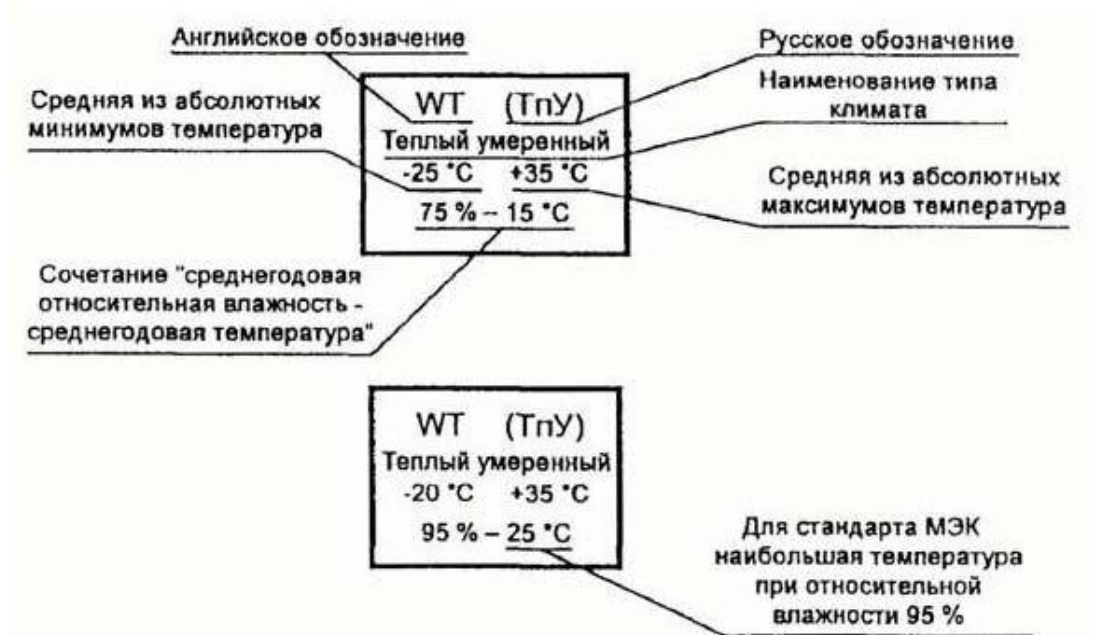 Английское обозначение
Русское обозначение
Средняя из абсолютных
минимумов температура
WT (ТпУ)
Теплый умеренный
-25 °C +35 °C
75 % – 15 °C
Наименование типа
климата
Средняя из абсолютных
максимумов температура
Сочетание "среднегодовая
относительная влажность -
среднегодовая температура"
WT (ТпУ)
Теплый умеренный
-20 °C +35 °C
95 % – 25 °C
Для стандарта МЭК
наибольшая температура
при относительной
влажности 95 %